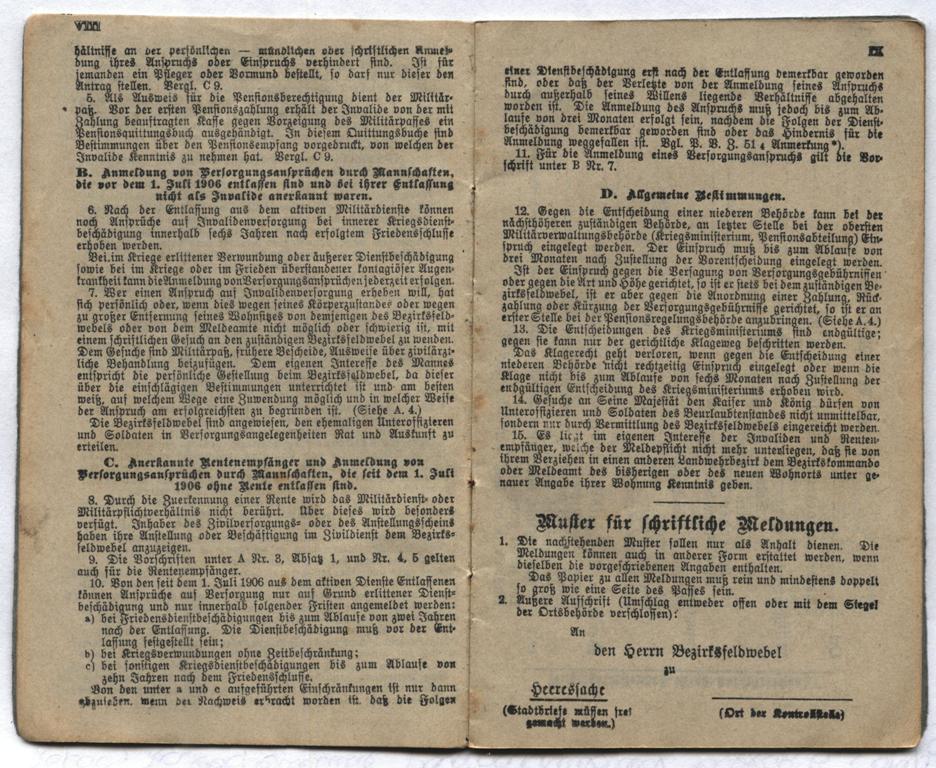 VIII
hältnisse an der persönlichen — mündlichen oder schriftlichen Anmel-
dung ihres Anspruchs oder Einspruchs verhindert sind. Ist für
jemanden ein Pfleger oder Vormund bestellt, so darf nur dieser den
Antrag stellen. Vergl. C 9.
5. Als Ausweis für die Pensionsberechtigung dient der Militär-
paß. Vor der ersten Pensionszahlung erhält der Invalide von der mit
Zahlung beauftragten Kasse gegen Vorzeigung des Militärpasses ein
Pensionsquittungsbuch ausgehändigt. In diesem Quittungsbuche sind
Bestimmungen über den Pensionsempfang vorgedruckt, von welchen der
Invalide Kenntnis zu nehmen hat. Vergl. C 9.
B. Anmeldung von Versorgungsansprüchen durch Mannschaften,
die vor dem 1. Juli 1906 entlassen sind und bei ihrer Entlassung
nicht als Invalide anerkannt waren.
6. Nach der Entlassung aus dem aktiven Militärdienste können
noch Ansprüche auf Invalidenversorgung bei innerer Kriegsdienst-
beschädigung innerhalb sechs Jahren nach erfolgtem Friedensschlusse
erhoben werden.
Bei im Kriege erlittener Verwundung oder äußerer Dienstbeschädigung
sowie bei im Kriege oder im Frieden überstandener kontagiöser Augen-
krankheit kann die Anmeldung von Versorgungsansprüchen jederzeit erfolgen.
7. Wer einen Anspruch auf Invalidenversorgung erheben will, hat
sich persönlich oder, wenn dies wegen seines Körperzustandes oder wegen
zu großer Entfernung seines Wohnsitzes von demjenigen des Bezirksfeld-
webels oder von dem Meldeamte nicht möglich oder schwierig ist, mit
einem schriftlichen Gesuch an den zuständigen Bezirksfeldwebel zu wenden.
Dem Gesuche sind Militärpaß, frühere Bescheide, Ausweise über zivilärzt-
liche Behandlung beizufügen. Dem eigenen Interesse des Mannes
entspricht die persönliche Gestellung beim Bezirksfeldwebel, da dieser
über die einschlägigen Bestimmungen unterrichtet ist und am besten
weiß, auf welchem Wege eine Zuwendung möglich und in welcher Weise
der Anspruch am erfolgreichsten zu begründen ist. (Siehe A. 4.)
Die Bezirksfeldwebel sind angewiesen, den ehemaligen Unteroffizieren
und Soldaten in Versorgungsangelegenheiten Rat und Auskunft zu
erteilen.
C. Anerkannte Rentenempfänger und Anmeldung von
Versorgungsansprüchen durch Mannschaften, die seit dem 1. Juli
1906 ohne Rente entlassen sind.
8. Durch die Zuerkennung einer Rente wird das Militärdienst- oder
Militärpflichtverhältnis nicht berührt. Über dieses wird besonders
verfügt. Inhaber des Zivilversorgungs- oder des Anstellungsscheins
haben ihre Anstellung oder Beschäftigung im Zivildienst dem Bezirks-
feldwebel anzuzeigen.
9. Die Vorschriften unter A Nr. 3, Absatz 1, und Nr. 4, 5 gelten
auch für die Rentenempfänger.
10. Von den seit dem 1. Juli 1906 aus dem aktiven Dienste Entlassenen
können Ansprüche auf Versorgung nur auf Grund erlittener Dienst-
beschädigung und nur innerhalb folgender Fristen angemeldet werden:
a) bei Friedensdienstbeschädigungen bis zum Ablaufe von zwei Jahren
nach der Entlassung. Die Dienstbeschädigung muß vor der Ent-
lassung festgestellt sein;
b) bei Kriegsverwundungen ohne Zeitbeschränkung;
c) bei sonstigen Kriegsdienstbeschädigungen bis zum Ablaufe von
zehn Jahren nach dem Friedensschlusse.
Von den unter a und c aufgeführten Einschränkungen ist nur dann
abzusehen, wenn der Nachweis erbracht worden ist, daß die Folgen
IX
einer Dienstbeschädigung erst nach der Entlassung bemerkbar geworden
sind, oder daß der Verletzte von der Anmeldung seines Anspruchs
durch außerhalb seines Willens liegende Verhältnisse abgehalten
worden ist. Die Anmeldung des Anspruchs muß jedoch bis zum Ab-
laufe von drei Monaten erfolgt sein, nachdem die Folgen der Dienst-
beschädigung bemerkbar geworden sind oder das Hindernis für die
Anmeldung weggefallen ist. Vgl. P. V. Z. 51 4 Anmerkung*).
11. Für die Anmeldung eines Versorgungsanspruchs gilt die Vor-
schrift unter B Nr. 7.
D. Allgemeine Bestimmungen.
12. Gegen die Entscheidung einer niederen Behörde kann bei der
nächsthöheren zuständigen Behörde, an letzter Stelle bei der obersten
Militärverwaltungsbehörde (Kriegsministerium, Pensionsabteilung) Ein-
spruch eingelegt werden. Der Einspruch muß bis zum Ablaufe von
drei Monaten nach Zustellung der Vorentscheidung eingelegt werden.
Ist der Einspruch gegen die Versagung von Versorgungsgebührnissen
oder gegen die Art und Höhe gerichtet, so ist er stets bei dem zuständigen Be-
zirksfeldwebel, ist er aber gegen die Anordnung einer Zahlung, Rück-
zahlung oder Kürzung der Versorgungsgebührnisse gerichtet, so ist er an
erster Stelle bei der Pensionsregelungsbehörde anzubringen. (Siehe A. 4.)
13. Die Entscheidungen des Kriegsministeriums sind endgültige;
gegen sie kann nur der gerichtliche Klageweg beschritten werden.
Das Klagerecht geht verloren, wenn gegen die Entscheidung einer
niederen Behörde nicht rechtzeitig Einspruch eingelegt oder wenn die
Klage nicht bis zum Ablaufe von sechs Monaten nach Zustellung der
endgültigen Entscheidung des Kriegsministeriums erhoben wird.
14. Gesuche an Seine Majestät den Kaiser und König dürfen von
Unteroffizieren und Soldaten des Beurlaubtenstandes nicht unmittelbar,
sondern nur durch Vermittlung des Bezirksfeldwebels eingereicht werden.
15. Es liegt im eigenen Interesse der Invaliden und Renten-
empfänger, welche der Meldepflicht nicht mehr unterliegen, daß sie von
ihrem Verziehen in einen anderen Landwehrbezirk dem Bezirkskommando
oder Meldeamt des bisherigen oder des neuen Wohnorts unter ge-
nauer Angabe ihrer Wohnung Kenntnis geben.
Muster für schriftliche Meldungen.
1. Die nachstehenden Muster sollen nur als Anhalt dienen. Die
Meldungen können auch in anderer Form erstattet werden, wenn
dieselben die vorgeschriebenen Angaben enthalten.
Das Papier zu allen Meldungen muß rein und mindestens doppelt
so groß wie eine Seite des Passes sein.
2. Äußere Aufschrift (Umschlag entweder offen oder mit dem Siegel
der Ortsbehörde verschlossen):
An
den Herrn Bezirksfeldwebel
zu
Heeressache
(Stadtbriefe müssen frei
gemacht werden.)
(Ort der Kontrollstelle)